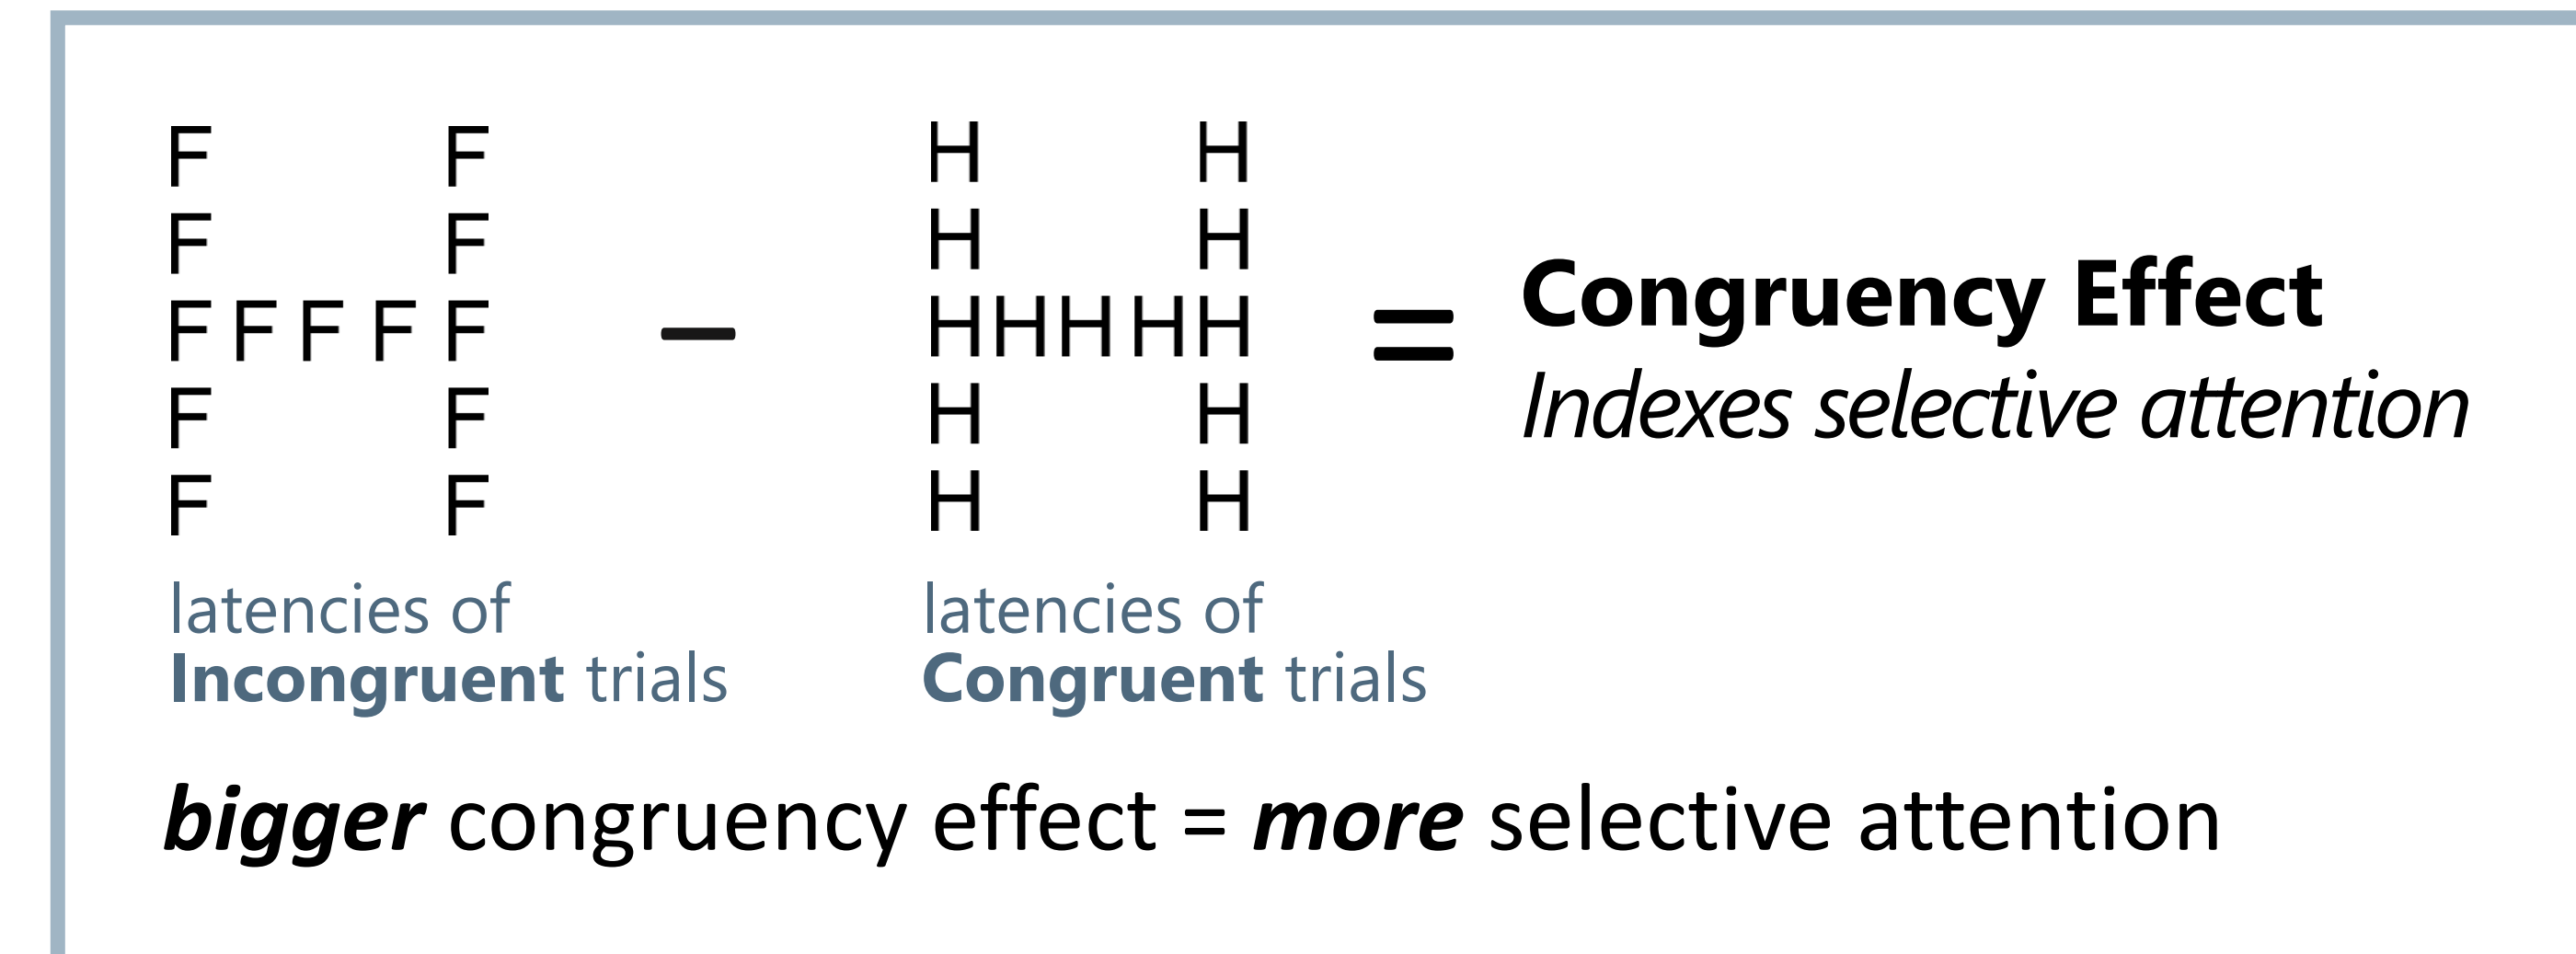 F F H H
F F H H
F F F F F – H H H H H = Congruency Effect
Indexes selective attention
F F H H
F F H H
latencies of latencies of
Incongruent trials Congruent trials
bigger congruency effect = more selective attention